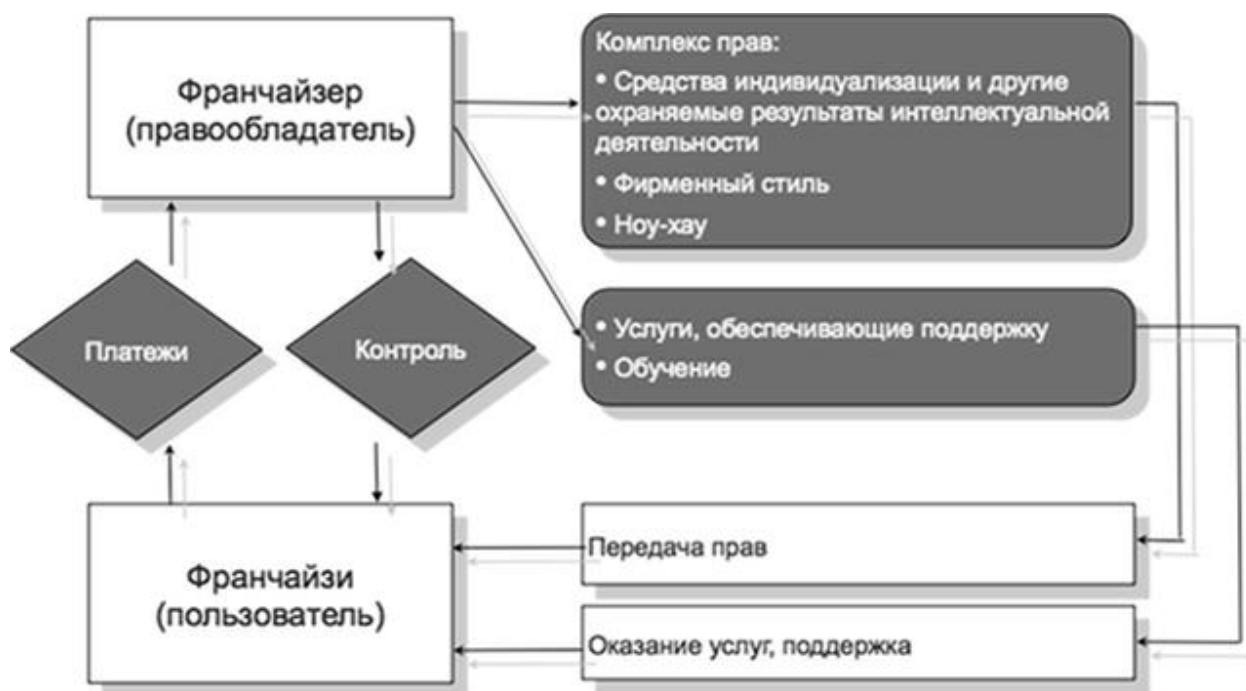 Франчайзер
(правообладатель)
Комплекс прав:
• Средства индивидуализации и другие
охраняемые результаты интеллектуальной
деятельности
• Фирменный стиль
• Ноу-хау
Платежи
Контроль
• Услуги, обеспечивающие поддержку
• Обучение
Франчайзи
(пользователь)
Передача прав
Оказание услуг, поддержка